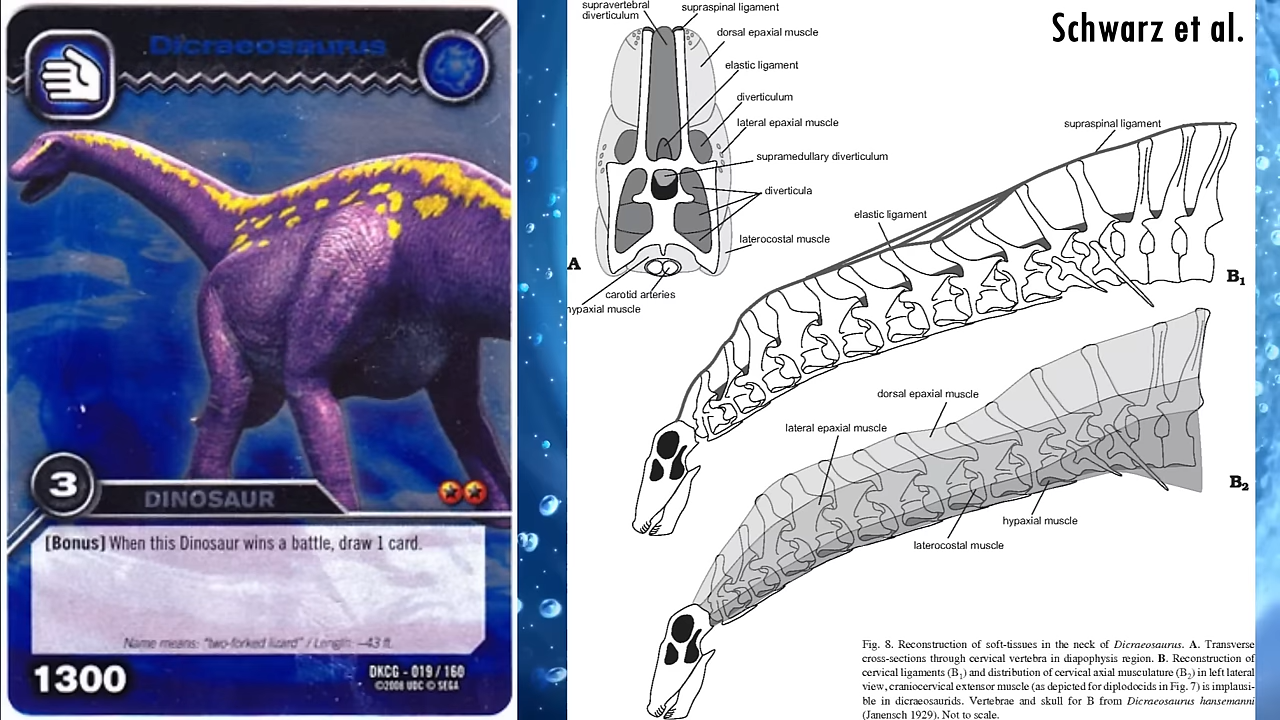 Dicraeosaurus
3
DINOSAUR
[Bonus] When this Dinosaur wins a battle, draw 1 card.
Name means: "two-forked lizard" / Length: ~43 ft.
1300
DKCG - 019/160
©2008 UDC © SEGA
Schwarz et al.
supravertebral
diverticulum
supraspinal ligament
dorsal epaxial muscle
elastic ligament
diverticulum
lateral epaxial muscle
supramedullary diverticulum
diverticula
laterocostal muscle
A
carotid arteries
hypaxial muscle
supraspinal ligament
elastic ligament
B1
dorsal epaxial muscle
lateral epaxial muscle
B2
hypaxial muscle
laterocostal muscle
Fig. 8. Reconstruction of soft-tissues in the neck of Dicraeosaurus. A. Transverse
cross-sections through cervical vertebra in diapophysis region. B. Reconstruction of
cervical ligaments (B1) and distribution of cervical axial musculature (B2) in left lateral
view, craniocervical extensor muscle (as depicted for diplodocids in Fig. 7) is implausi-
ble in dicraeosaurids. Vertebrae and skull for B from Dicraeosaurus hansemanni
(Janensch 1929). Not to scale.